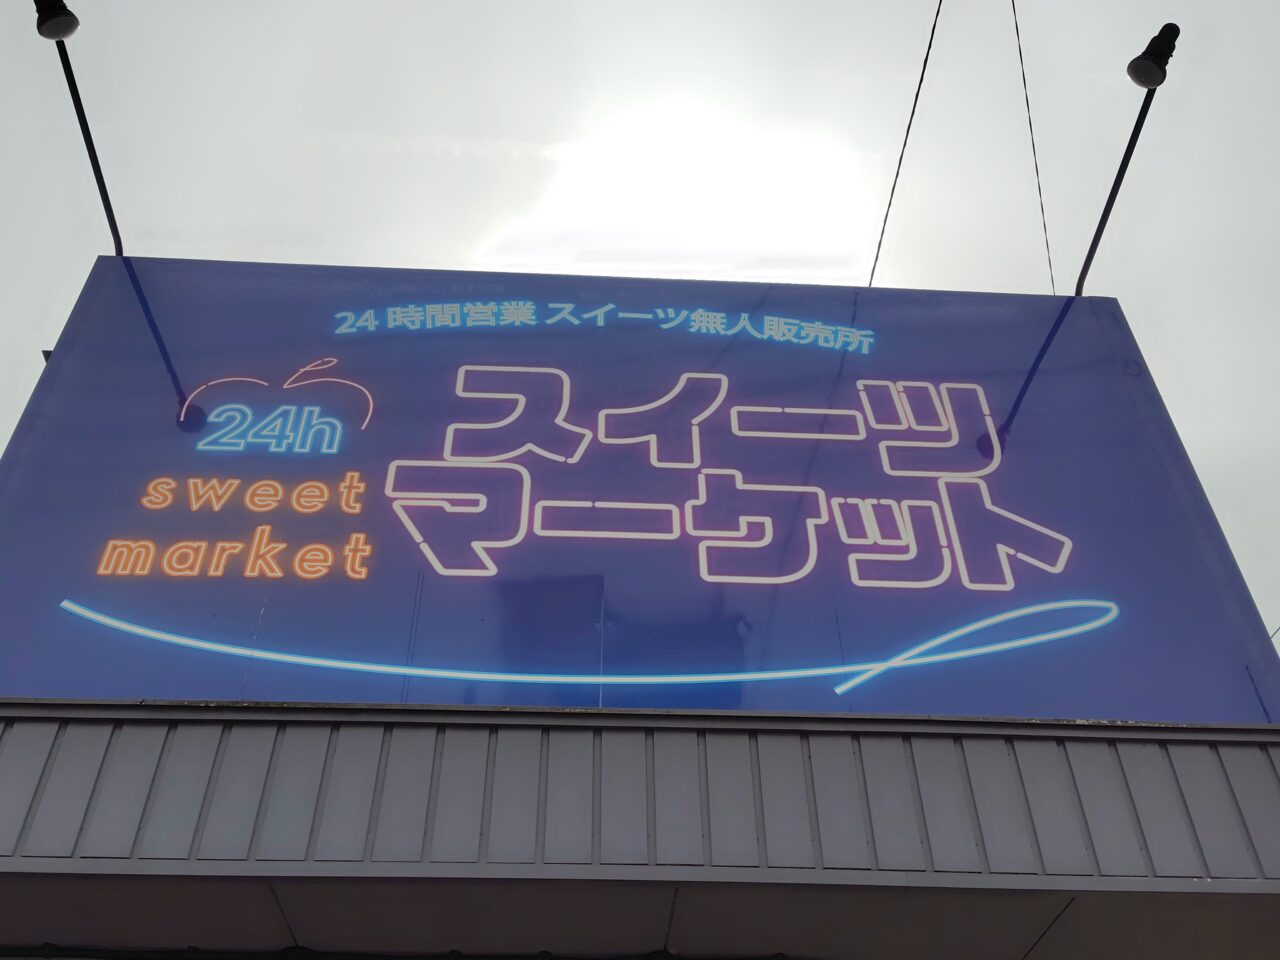 24時間営業 スイーツ無人販売所
24h
sweet
market
スイーツ
マーケット